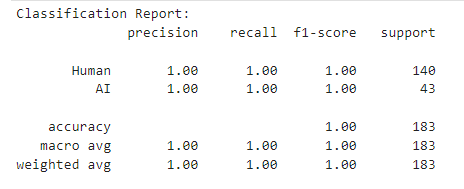 Classification Report:
precision recall f1-score support
Human 1.00 1.00 1.00 140
AI 1.00 1.00 1.00 43
accuracy 1.00 183
macro avg 1.00 1.00 1.00 183
weighted avg 1.00 1.00 1.00 183